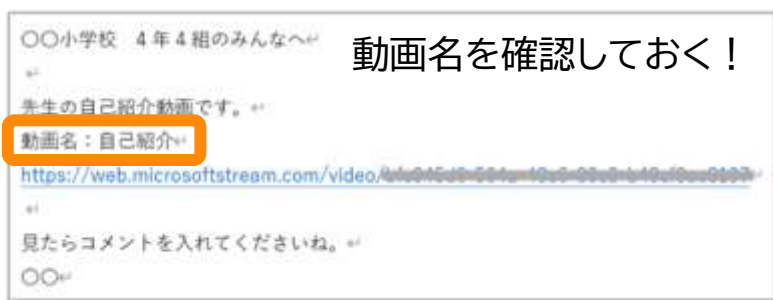 〇〇小学校　4年4組のみんなへ↵
動画名を確認しておく！
↵
先生の自己紹介動画です。↵
動画名：自己紹介↵
https://web.microsoftstream.com/video/
↵
見たらコメントを入れてくださいね。↵
〇〇↵